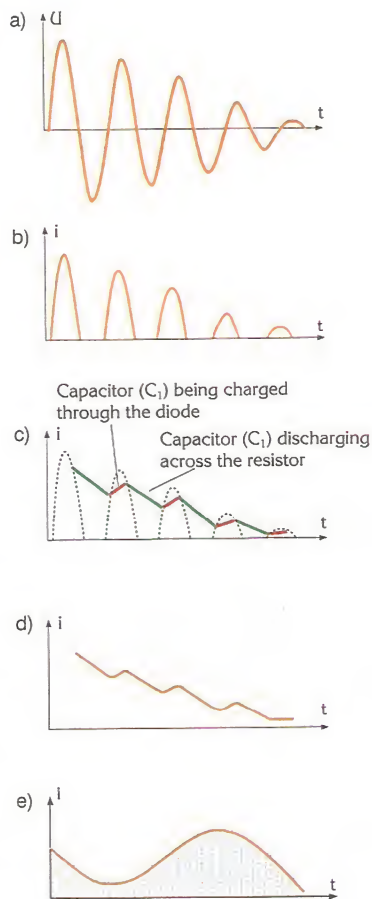 a) U
t
b) i
t
Capacitor (C₁) being charged
through the diode
c) i
Capacitor (C₁) discharging
across the resistor
t
d) i
t
e) i
t